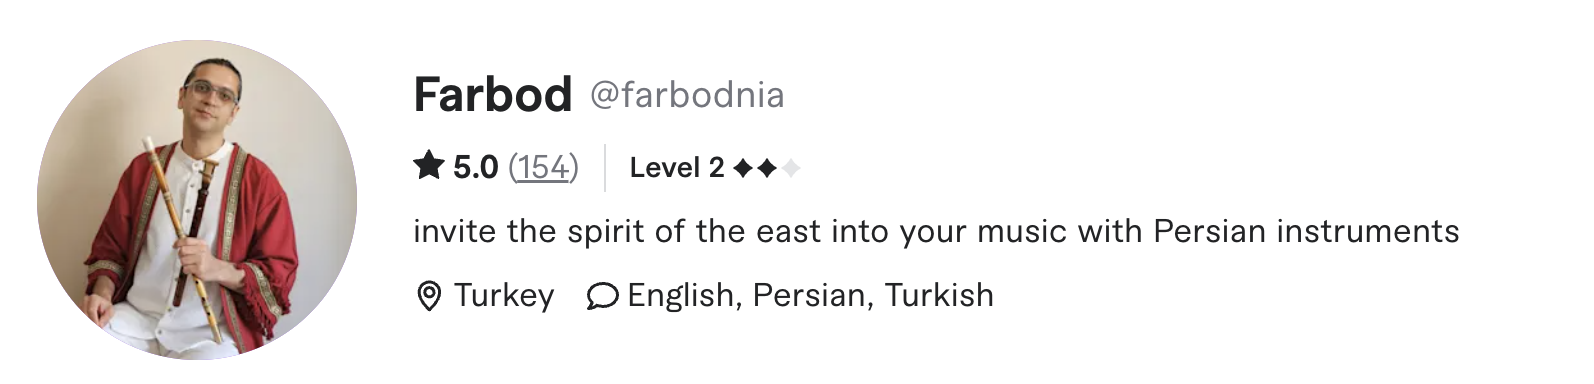 Farbod @farbodnia
5.0 (154) Level 2
invite the spirit of the east into your music with Persian instruments
Turkey English, Persian, Turkish